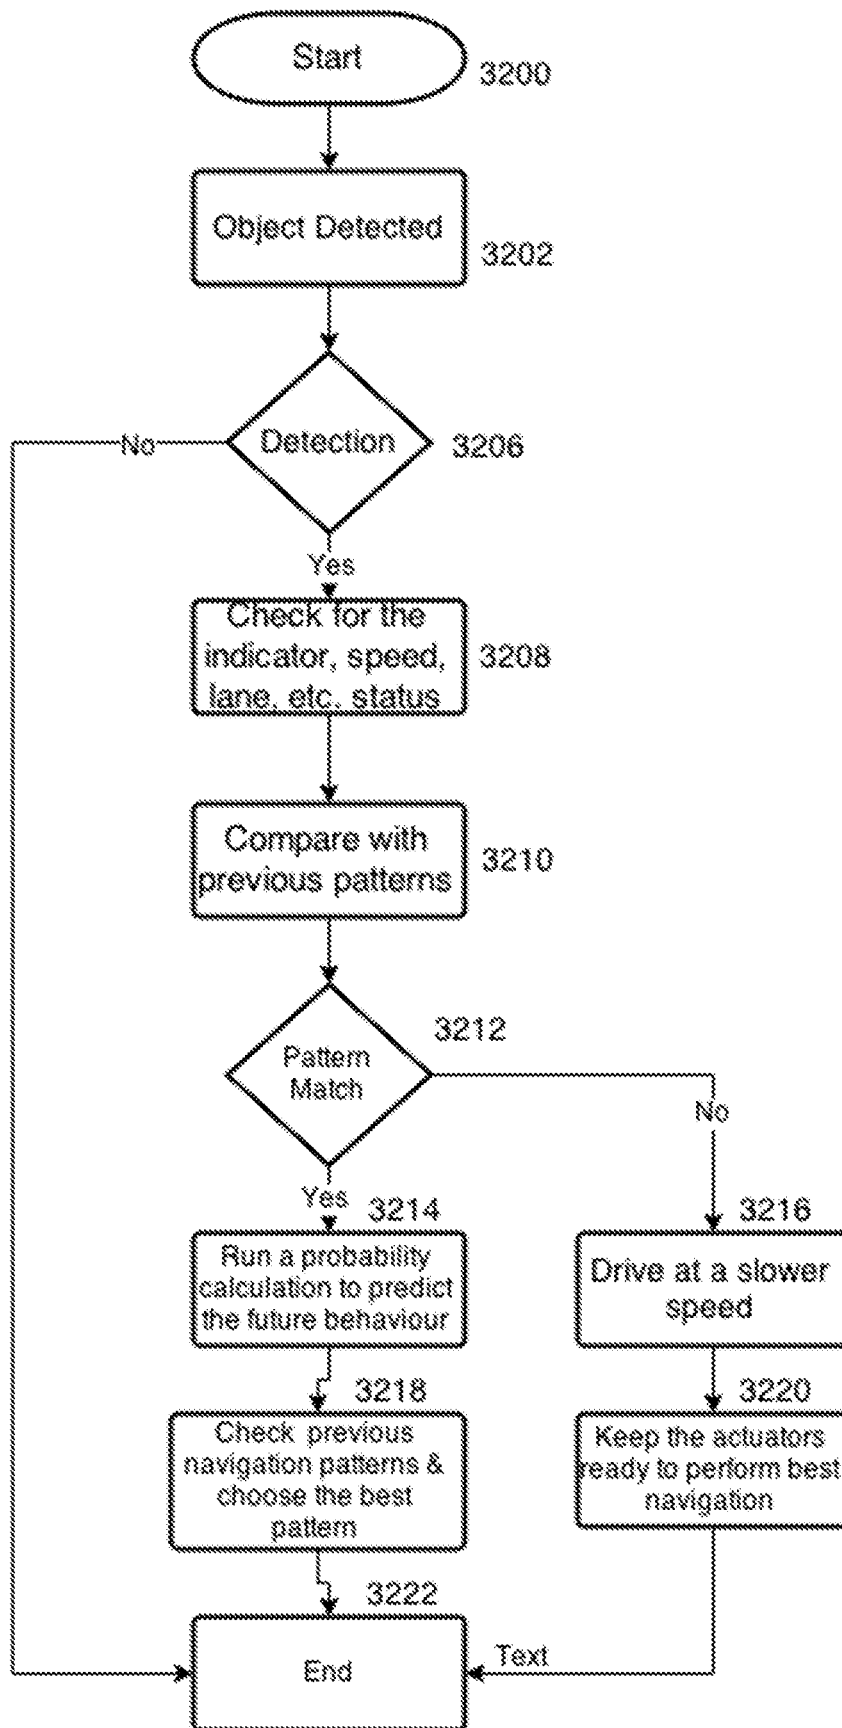 Start
3200
Object Detected
3202
Detection
3206
No
Yes
Check for the
indicator, speed,
lane, etc. status
3208
Compare with
previous patterns
3210
Pattern
Match
3212
No
Yes
3214
Run a probability
calculation to predict
the future behaviour
3216
Drive at a slower
speed
3218
Check previous
navigation patterns &
choose the best
pattern
3220
Keep the actuators
ready to perform best
navigation
3222
End
Text